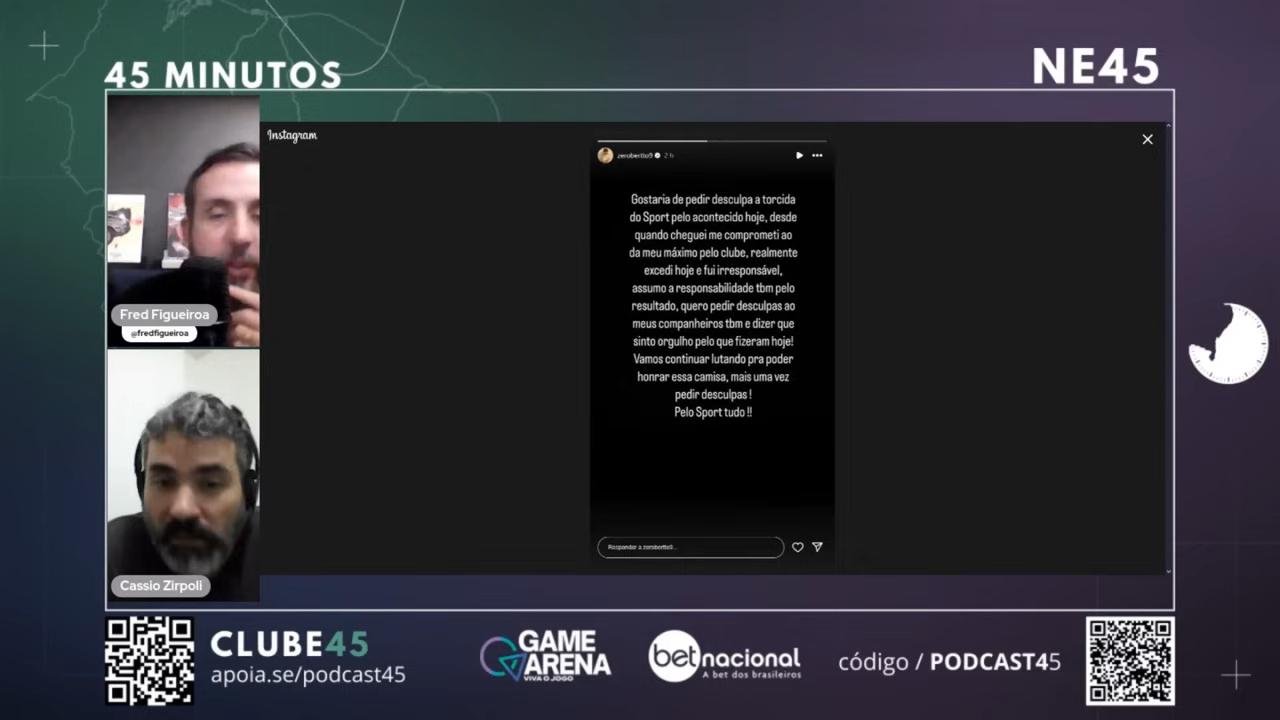 45 MINUTOS
NE45
Instagram
zerobertto9 2 h
Gostaria de pedir desculpa a torcida
do Sport pelo acontecido hoje, desde
quando cheguei me comprometi ao
da meu máximo pelo clube, realmente
excedi hoje e fui irresponsável,
assumo a responsabilidade tbm pelo
resultado, quero pedir desculpas ao
meus companheiros tbm e dizer que
sinto orgulho pelo que fizeram hoje!
Vamos continuar lutando pra poder
honrar essa camisa, mais uma vez
pedir desculpas !
Pelo Sport tudo !!
Responder a zerobertto9...
Fred Figueiroa
@fredfigueiroa
Cassio Zirpoli
CLUBE45
apoia.se/podcast45
GAME
ARENA
VIVA O JOGO
betnacional
A bet dos brasileiros
código / PODCAST45